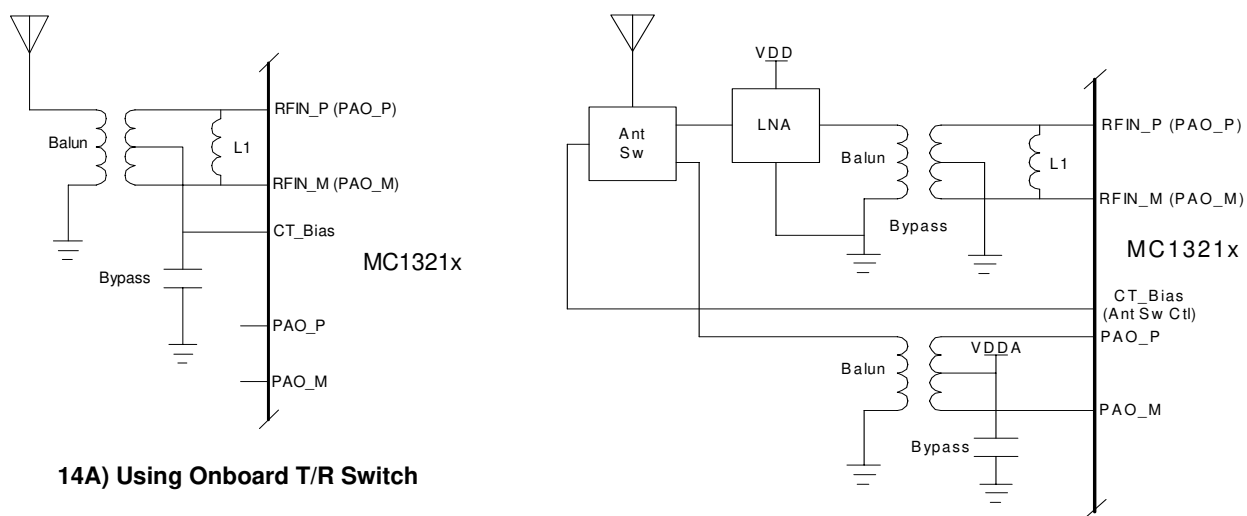 RFIN_P (PAO_P)
Balun
L1
RFIN_M (PAO_M)
CT_Bias
MC1321x
Bypass
PAO_P
PAO_M
14A) Using Onboard T/R Switch
VDD
Ant
Sw
LNA
RFIN_P (PAO_P)
Balun
L1
RFIN_M (PAO_M)
Bypass
MC1321x
CT_Bias
(Ant Sw Ctl)
PAO_P
VDDA
Balun
PAO_M
Bypass